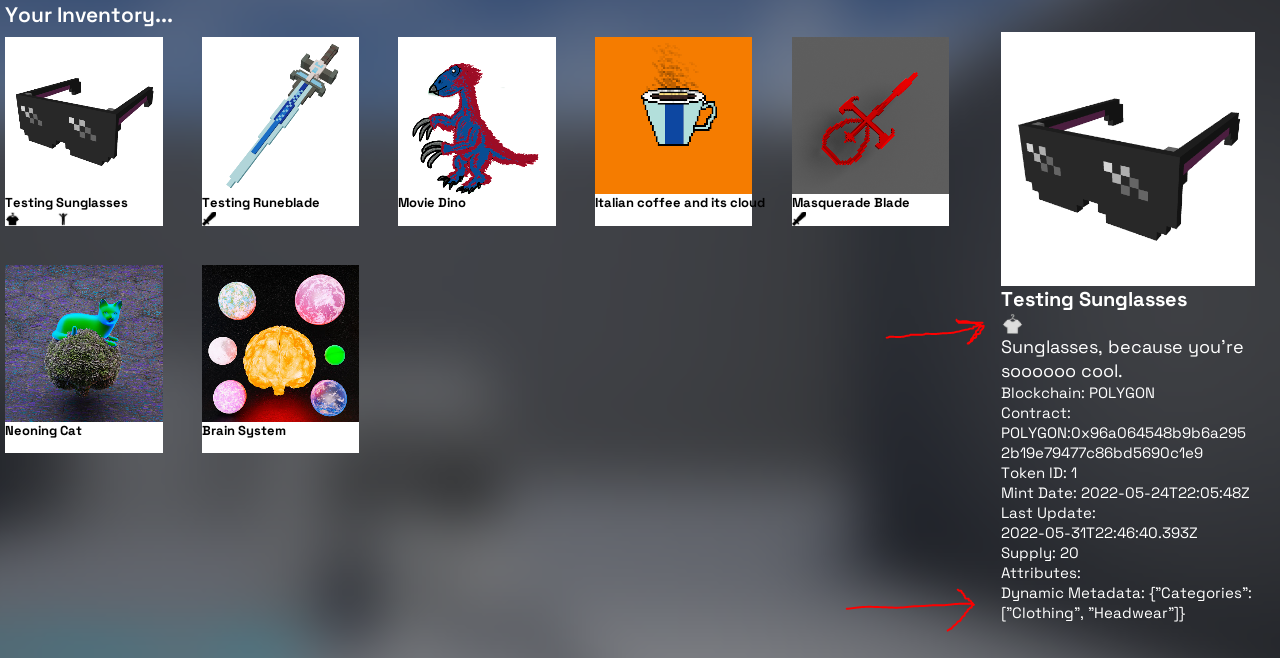 Your Inventory...
Testing Sunglasses
Testing Runeblade
Movie Dino
Italian coffee and its cloud
Masquerade Blade
Neoning Cat
Brain System
Testing Sunglasses
Sunglasses, because you're
soooooo cool.
Blockchain: POLYGON
Contract:
POLYGON:0x96a064548b9b6a295
2b19e79477c86bd5690c1e9
Token ID: 1
Mint Date: 2022-05-24T22:05:48Z
Last Update:
2022-05-31T22:46:40.393Z
Supply: 20
Attributes:
Dynamic Metadata: {"Categories":
["Clothing", "Headwear"]}